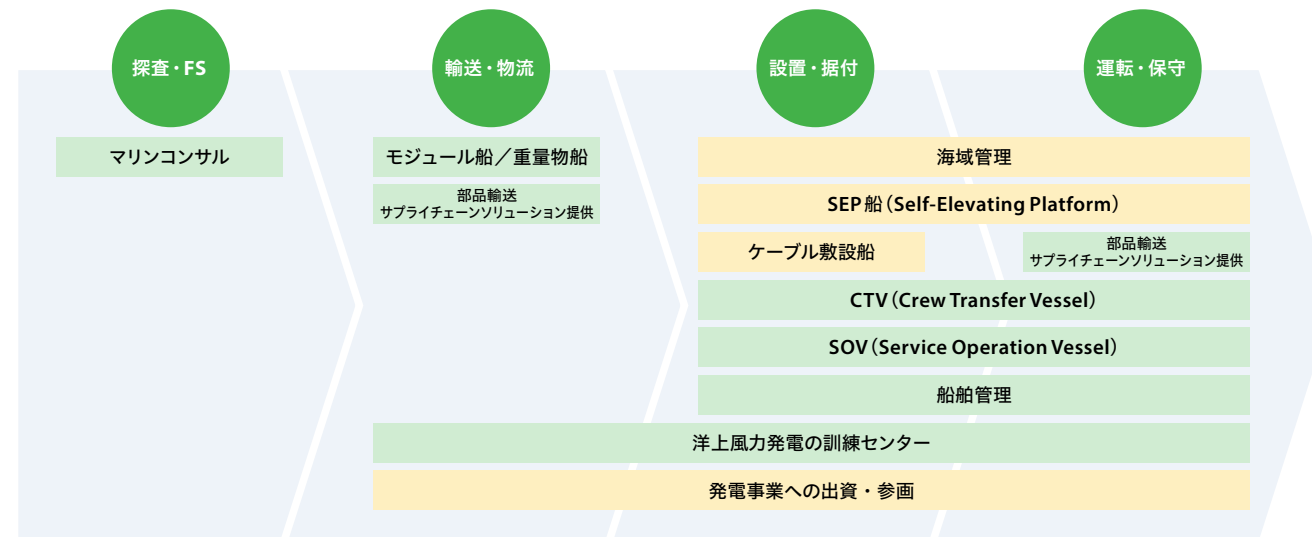 探査・FS
輸送・物流
設置・据付
運転・保守
マリンコンサル
モジュール船／重量物船
部品輸送
サプライチェーンソリューション提供
海域管理
SEP船（Self-Elevating Platform）
ケーブル敷設船
部品輸送
サプライチェーンソリューション提供
CTV（Crew Transfer Vessel）
SOV（Service Operation Vessel）
船舶管理
洋上風力発電の訓練センター
発電事業への出資・参画